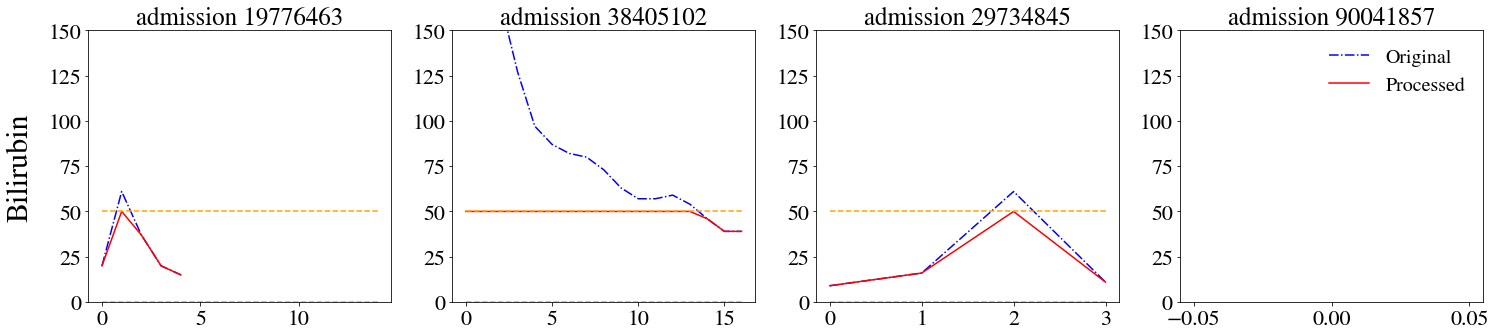 admission 19776463 admission 38405102 admission 29734845 admission 90041857
Bilirubin
150 125 100 75 50 25 0
0 5 10
150 125 100 75 50 25 0
0 5 10 15
150 125 100 75 50 25 0
0 1 2 3
150 125 100 75 50 25 0
−0.05 0.00 0.05
Original
Processed